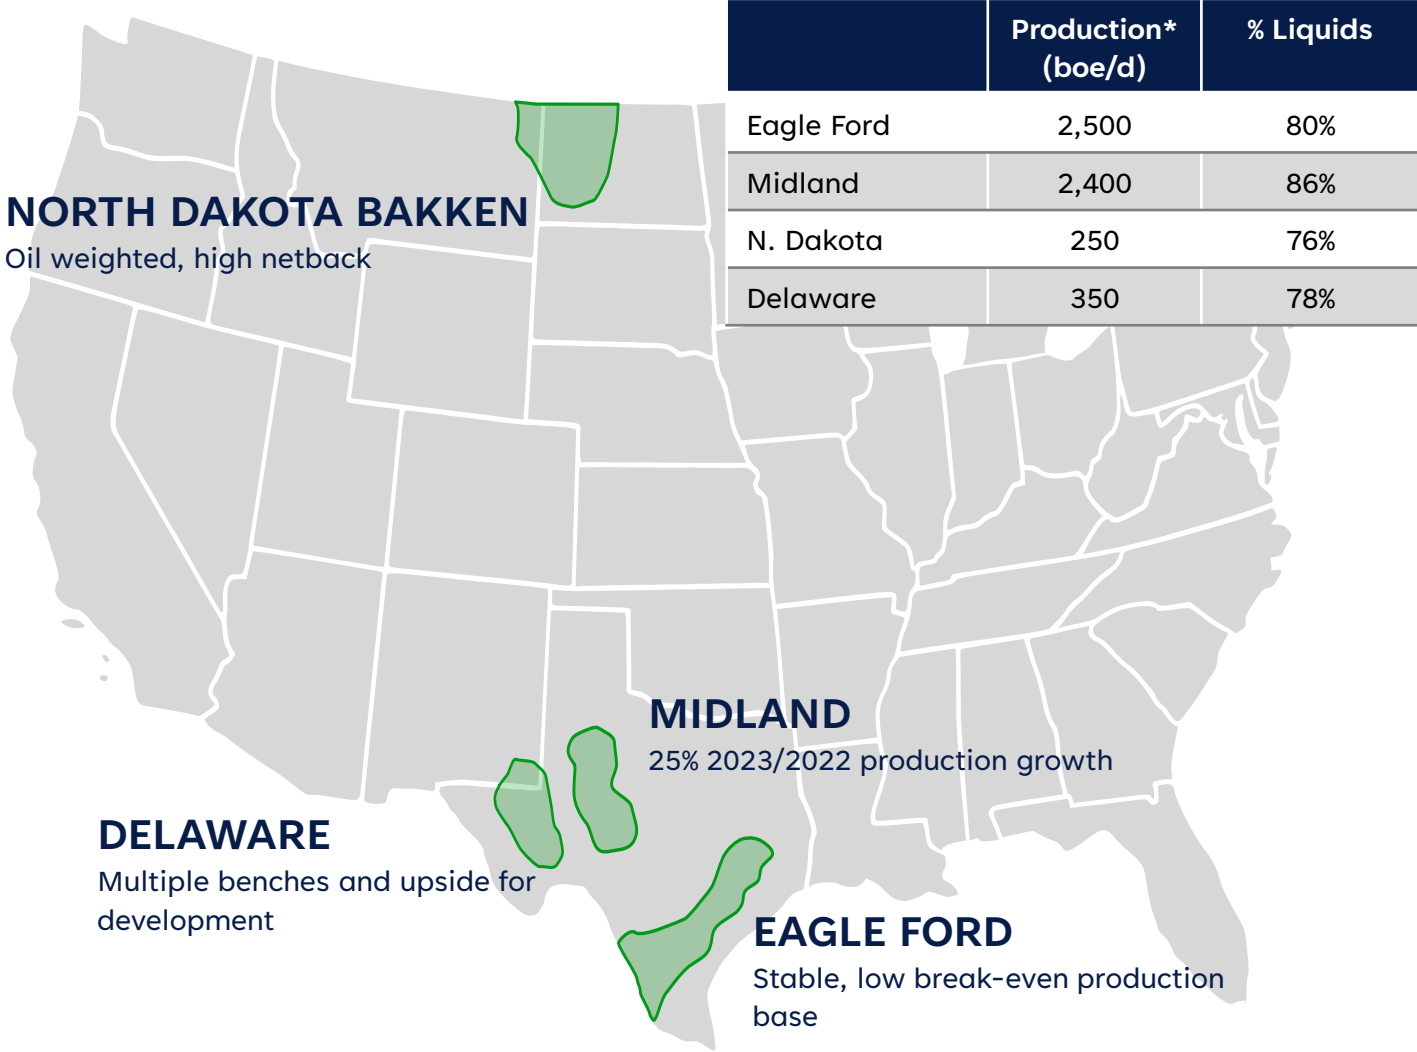 Production* % Liquids
(boe/d)
Eagle Ford 2,500 80%
Midland 2,400 86%
N. Dakota 250 76%
Delaware 350 78%
NORTH DAKOTA BAKKEN
Oil weighted, high netback
MIDLAND
25% 2023/2022 production growth
DELAWARE
Multiple benches and upside for
development
EAGLE FORD
Stable, low break-even production
base